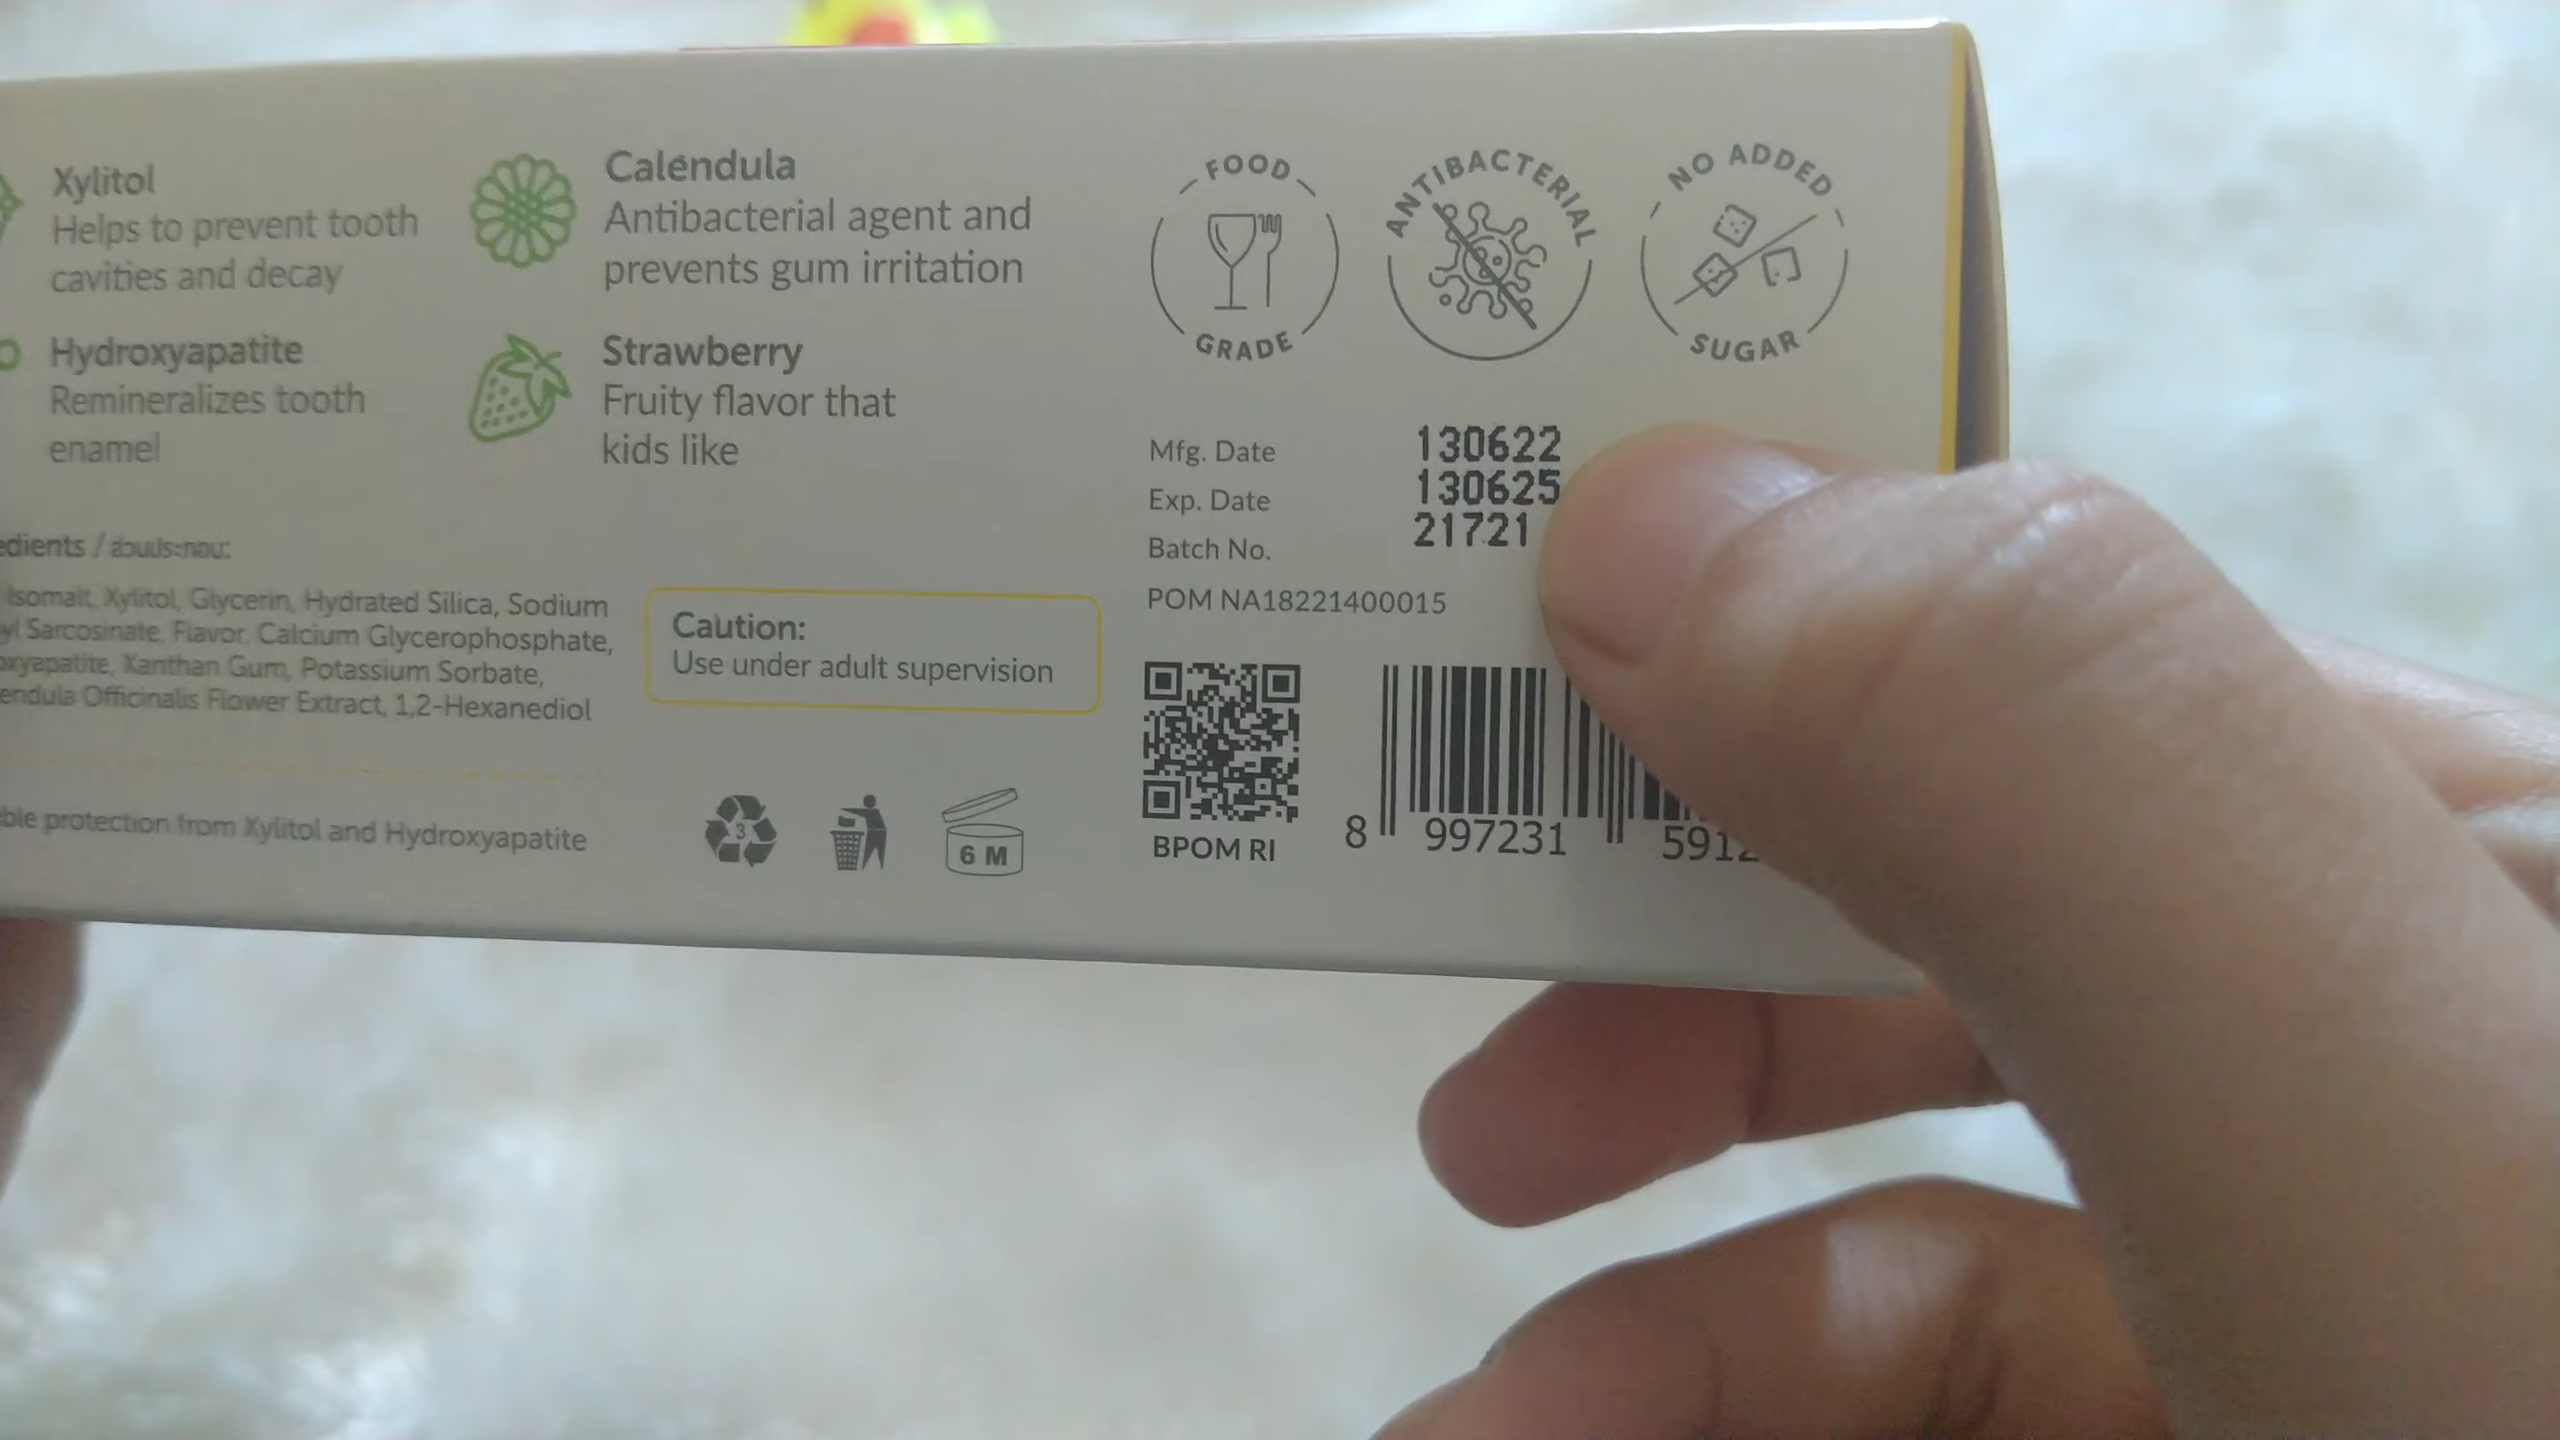 Xylitol
Helps to prevent tooth
cavities and decay
Hydroxyapatite
Remineralizes tooth
enamel
Calendula
Antibacterial agent and
prevents gum irritation
Strawberry
Fruity flavor that
kids like
FOOD
GRADE
ANTIBACTERIAL
NO ADDED
SUGAR
Mfg. Date 130622
Exp. Date 130625
Batch No. 21721
POM NA18221400015
edients / ส่วนประกอบ:
Isomalt, Xylitol, Glycerin, Hydrated Silica, Sodium
yl Sarcosinate, Flavor, Calcium Glycerophosphate,
oxyapatite, Xanthan Gum, Potassium Sorbate,
endula Officinalis Flower Extract, 1,2-Hexanediol
Caution:
Use under adult supervision
ble protection from Xylitol and Hydroxyapatite
3
6 M
BPOM RI
8 997231 591